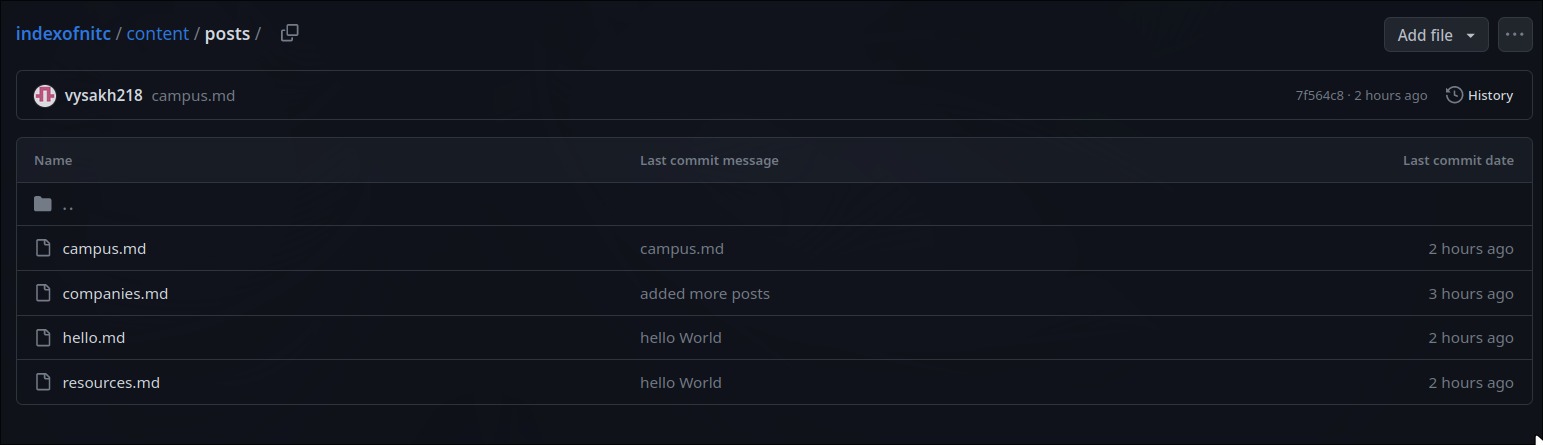 indexofnitc / content / posts / Add file ...
vysakh218 campus.md 7f564c8 · 2 hours ago History
Name Last commit message Last commit date
..
campus.md campus.md 2 hours ago
companies.md added more posts 3 hours ago
hello.md hello World 2 hours ago
resources.md hello World 2 hours ago